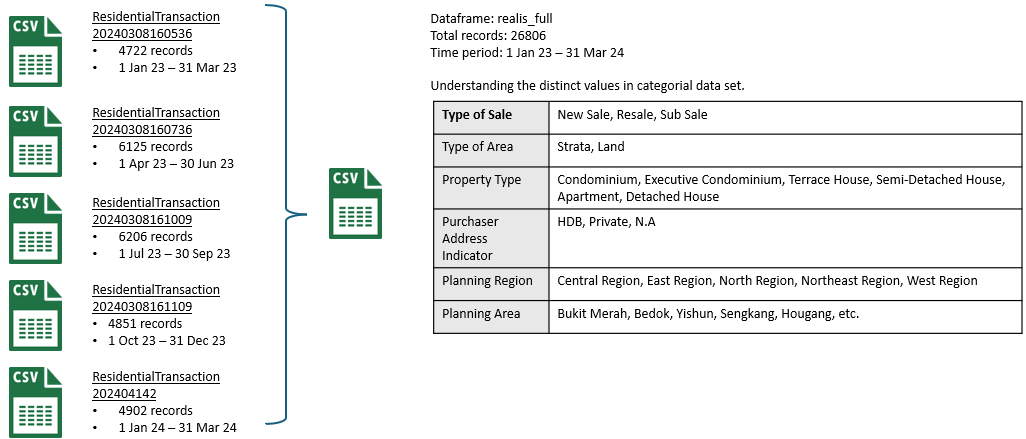 CSV
ResidentialTransaction
20240308160536
• 4722 records
• 1 Jan 23 – 31 Mar 23
CSV
ResidentialTransaction
20240308160736
• 6125 records
• 1 Apr 23 – 30 Jun 23
CSV
ResidentialTransaction
20240308161009
• 6206 records
• 1 Jul 23 – 30 Sep 23
CSV
ResidentialTransaction
20240308161109
• 4851 records
• 1 Oct 23 – 31 Dec 23
CSV
ResidentialTransaction
202404142
• 4902 records
• 1 Jan 24 – 31 Mar 24
CSV
Dataframe: realis_full
Total records: 26806
Time period: 1 Jan 23 – 31 Mar 24
Understanding the distinct values in categorial data set.
Type of Sale New Sale, Resale, Sub Sale
Type of Area Strata, Land
Property Type Condominium, Executive Condominium, Terrace House, Semi-Detached House,
Apartment, Detached House
Purchaser HDB, Private, N.A
Address
Indicator
Planning Region Central Region, East Region, North Region, Northeast Region, West Region
Planning Area Bukit Merah, Bedok, Yishun, Sengkang, Hougang, etc.